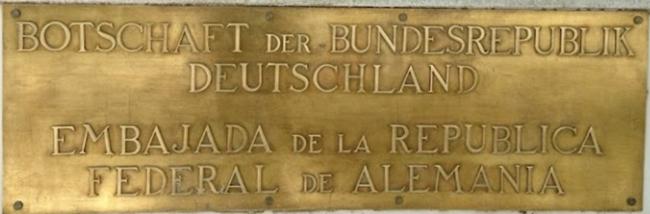 BOTSCHAFT DER BUNDESREPUBLIK
DEUTSCHLAND
EMBAJADA DE LA REPUBLICA
FEDERAL DE ALEMANIA